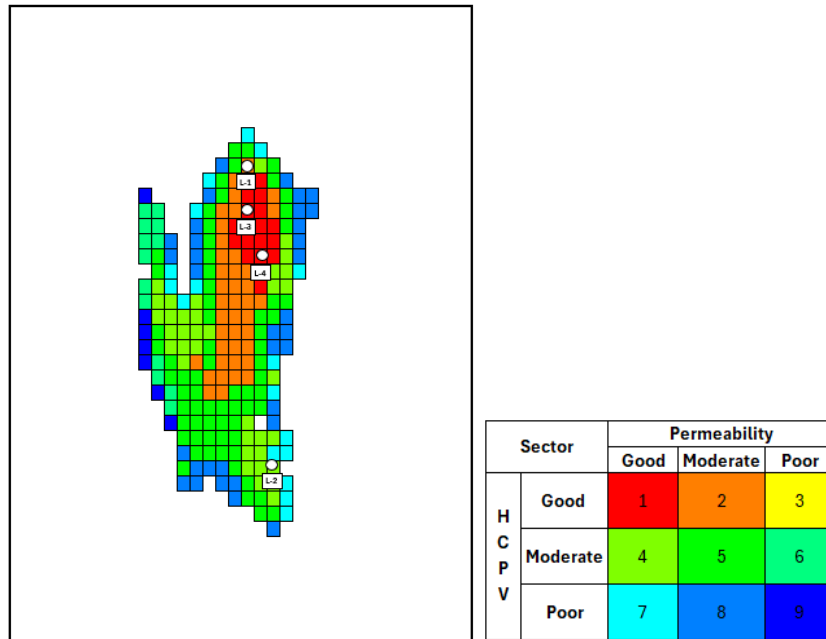 L-1
L-3
L-4
L-2
Sector
Permeability
Good Moderate Poor
H
C
P
V
Good 1 2 3
Moderate 4 5 6
Poor 7 8 9